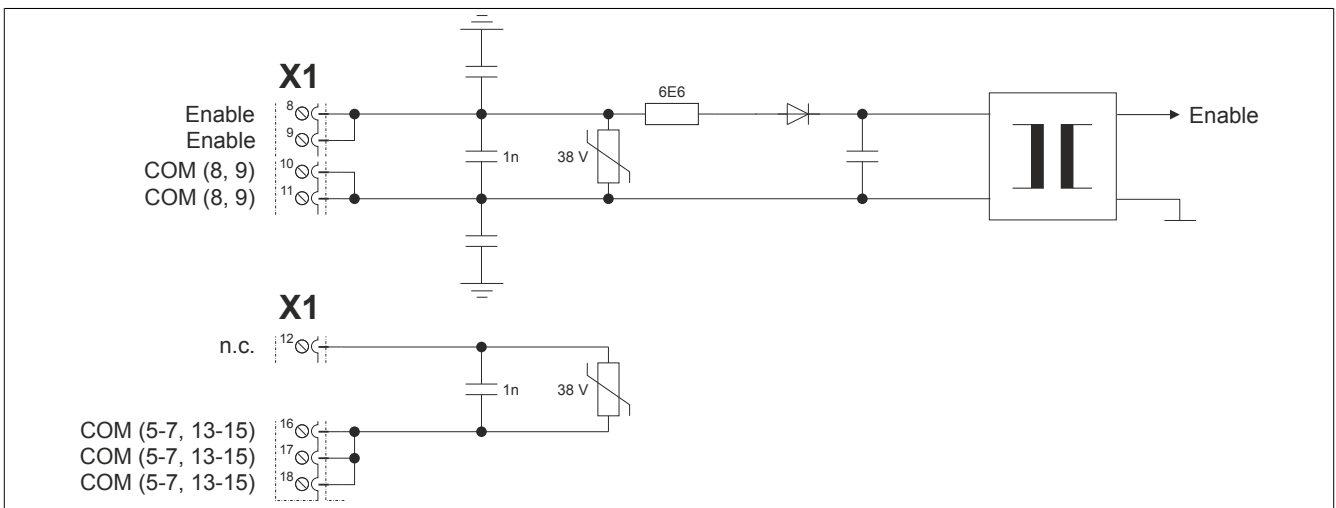 X1
6E6
Enable 8
Enable
Enable 9
COM (8, 9) 10
1n
38 V
COM (8, 9) 11
X1
n.c. 12
1n
38 V
COM (5-7, 13-15) 16
COM (5-7, 13-15) 17
COM (5-7, 13-15) 18